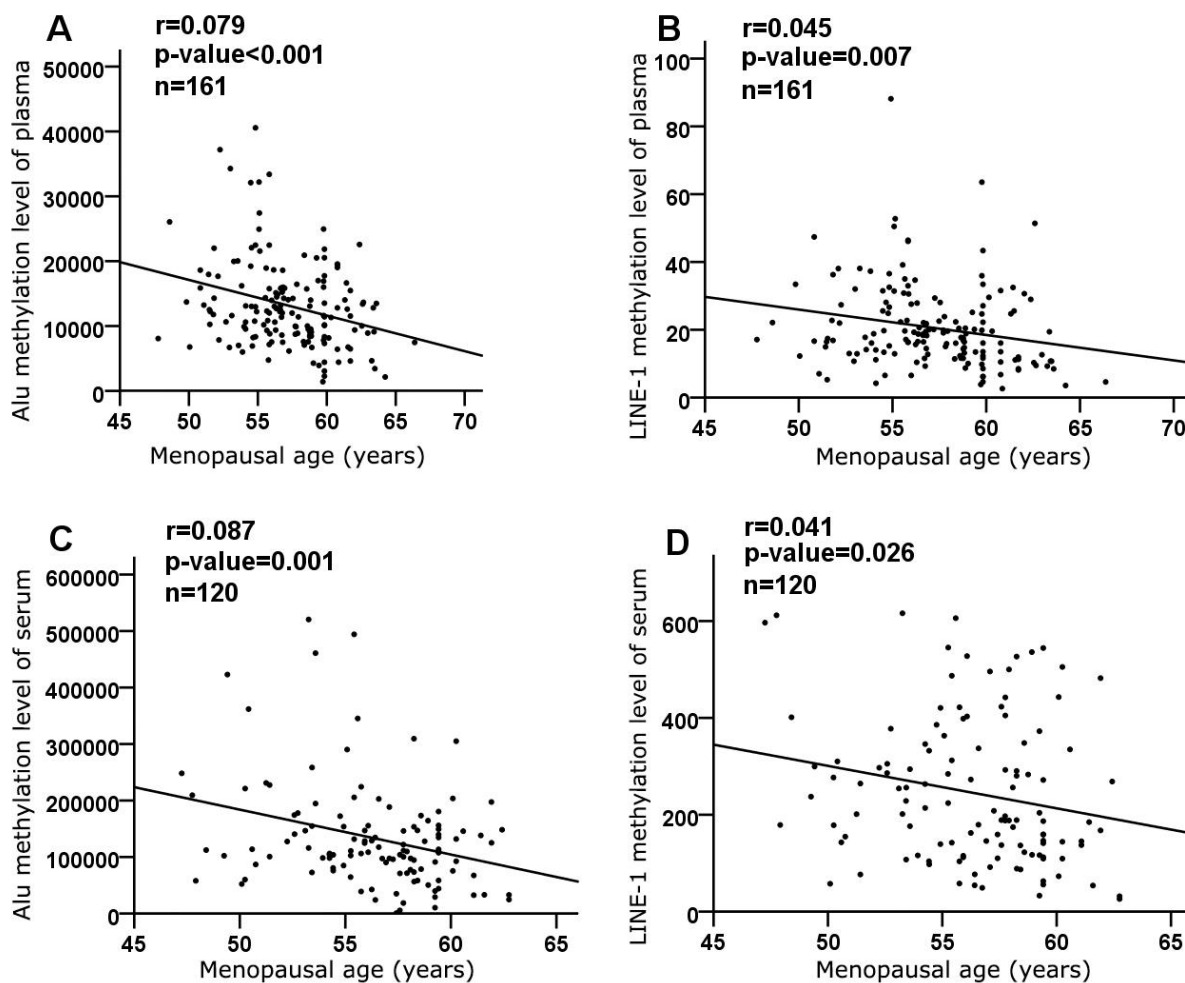 A
r=0.079
p-value<0.001
n=161
Alu methylation level of plasma
50000
40000
30000
20000
10000
0
45 50 55 60 65 70
Menopausal age (years)
B
r=0.045
p-value=0.007
n=161
LINE-1 methylation level of plasma
100
80
60
40
20
0
45 50 55 60 65 70
Menopausal age (years)
C
r=0.087
p-value=0.001
n=120
Alu methylation level of serum
600000
500000
400000
300000
200000
100000
0
45 50 55 60 65
Menopausal age (years)
D
r=0.041
p-value=0.026
n=120
LINE-1 methylation level of serum
600
400
200
0
45 50 55 60 65
Menopausal age (years)